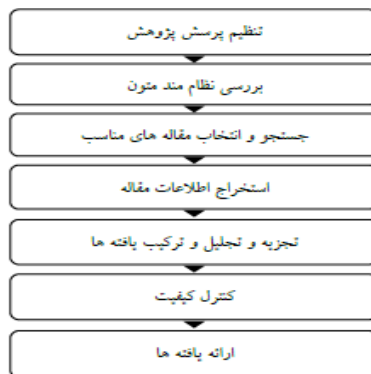 تنظیم پرسش پژوهش
بررسی نظام مند متون
جستجو و انتخاب مقاله های مناسب
استخراج اطلاعات مقاله
تجزیه و تجلیل و ترکیب یافته ها
کنترل کیفیت
ارائه یافته ها